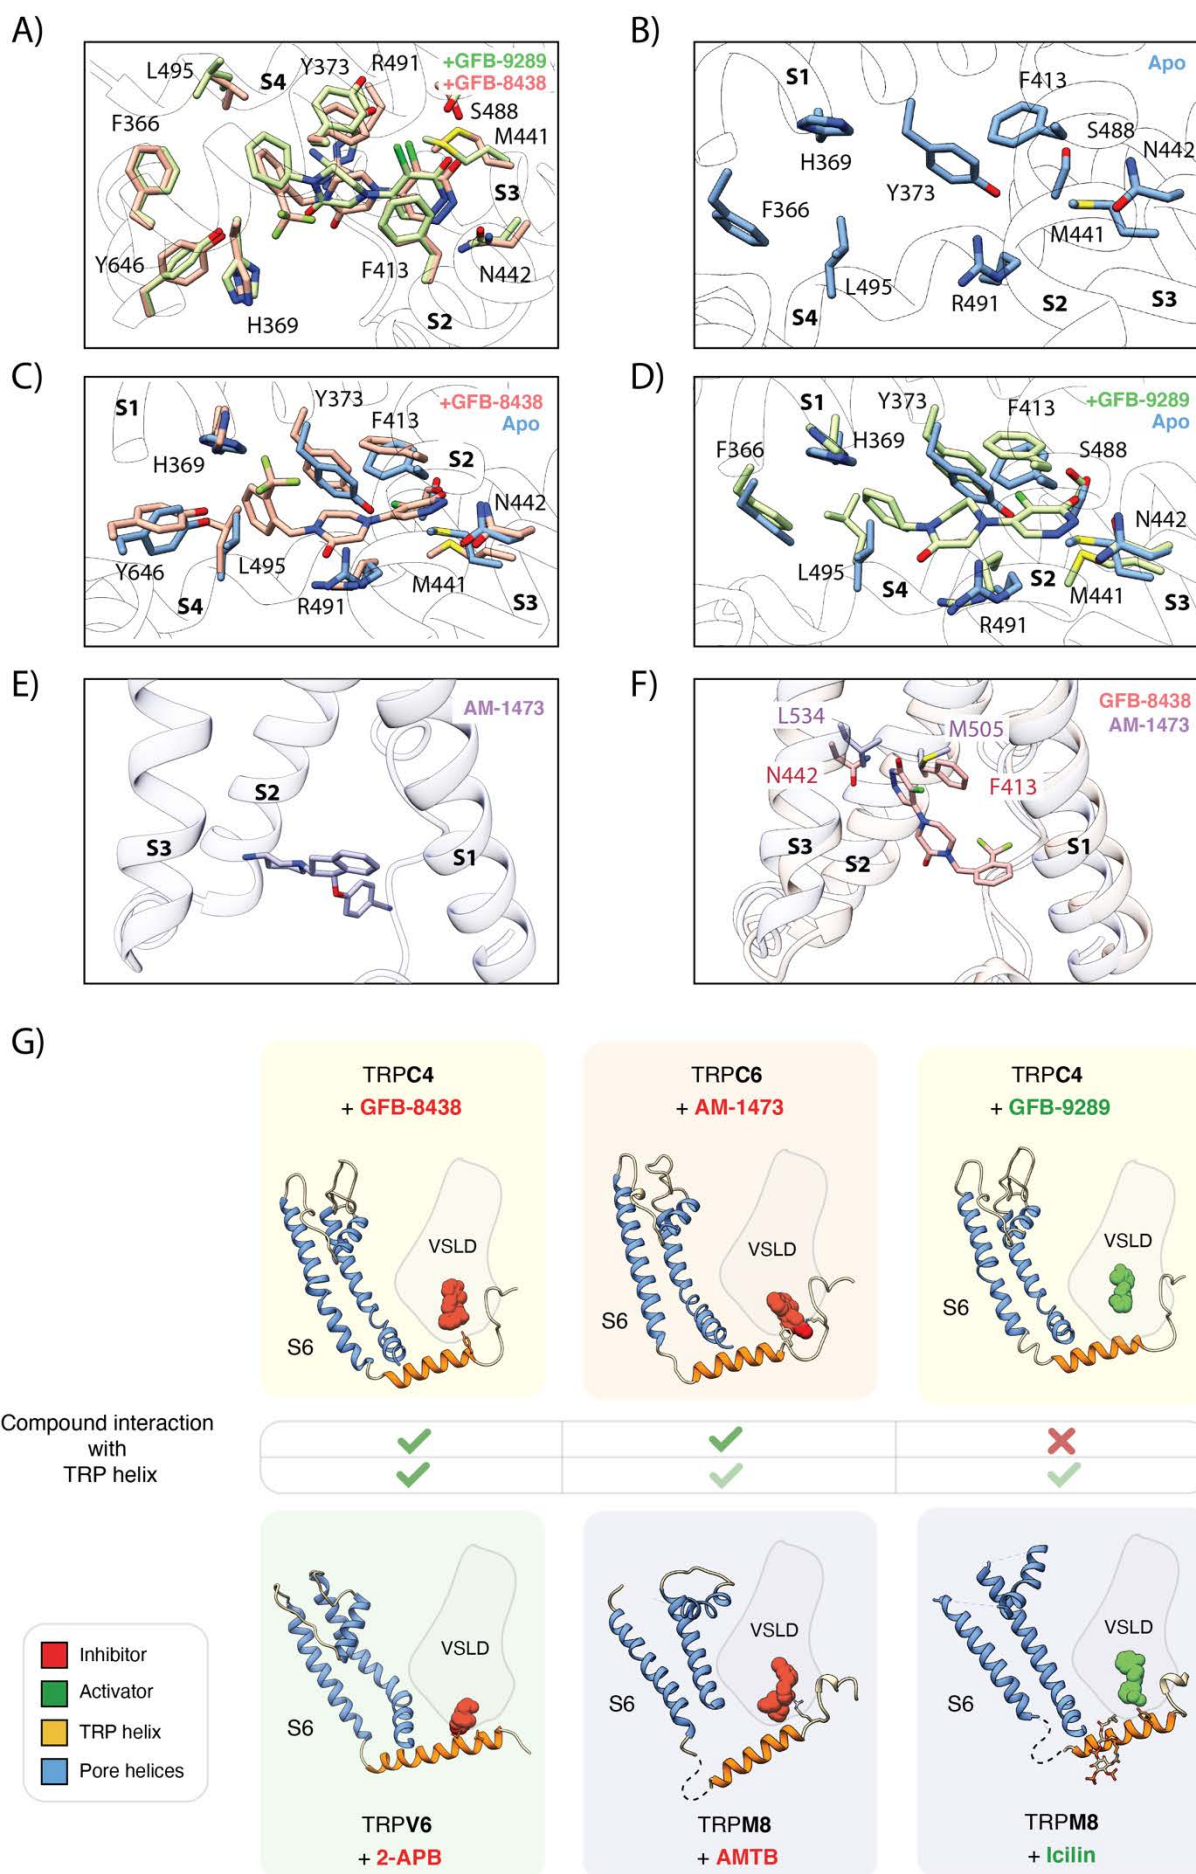 A)
L495
S4
Y373
R491
+GFB-9289
+GFB-8438
S488
F366
M441
S3
Y646
F413
N442
H369
S2
B)
Apo
S1
F413
H369
S488
N442
Y373
F366
M441
L495
R491
S2
S3
S4
C)
Y373
+GFB-8438
S1
F413
Apo
H369
S2
N442
L495
Y646
M441
S4
R491
S3
D)
S1
Y373
+GFB-9289
F413
Apo
F366
H369
S488
N442
L495
S4
S2
M441
S3
R491
E)
AM-1473
S2
S3
S1
F)
GFB-8438
L534
M505
AM-1473
N442
F413
S3
S2
S1
G)
TRPC4
+ GFB-8438
VSLD
S6
TRPC6
+ AM-1473
VSLD
S6
TRPC4
+ GFB-9289
VSLD
S6
Compound interaction
with
TRP helix
VSLD
S6
TRPV6
+ 2-APB
VSLD
S6
TRPM8
+ AMTB
VSLD
S6
TRPM8
+ Icilin
Inhibitor
Activator
TRP helix
Pore helices